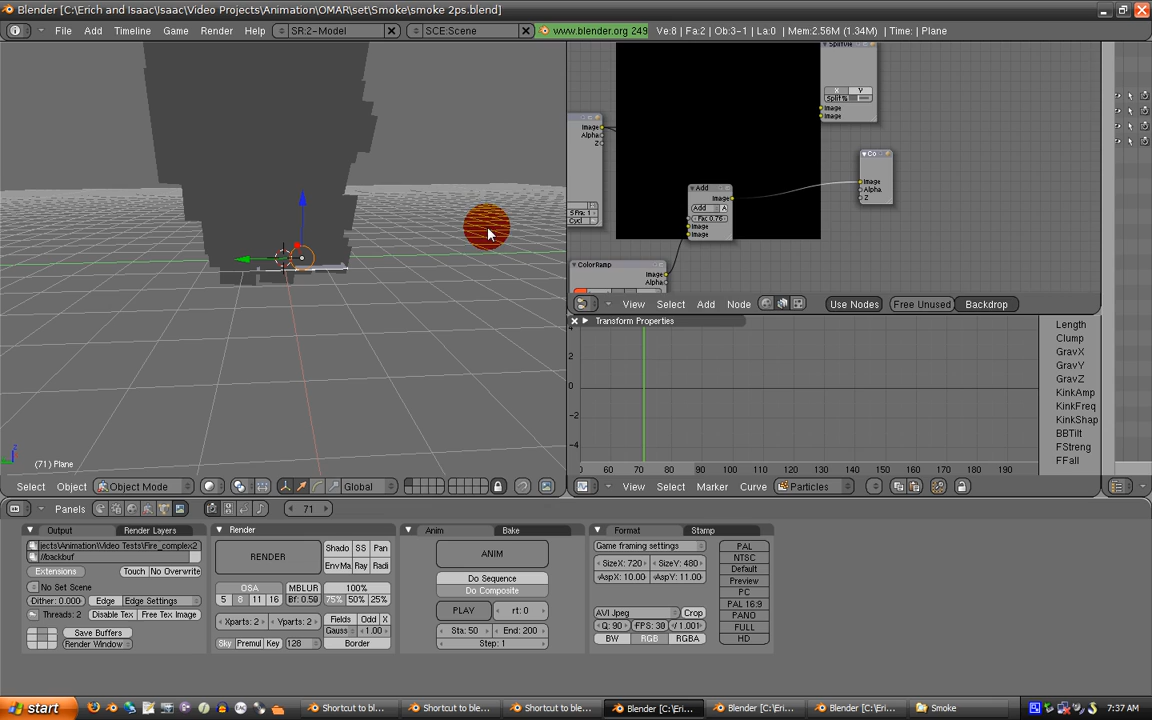 Blender [C:\Erich and Isaac\Isaac\Video Projects\Animation\OMAR\set\Smoke\smoke 2ps.blend]
File Add Timeline Game Render Help SR:2-Model SCE:Scene www.blender.org 249 Ve:6 | Fa:2 | Ob:3-1 | La:0 | Mem:2.56M (1.34M) | Time: | Plane
X Y
Split %
Image
Image
Image
Alpha
Z
Co
Image
Alpha
Z
Add
Image
Add A
Fac 0.76
Image
Image
S Fra: 1
Cycl
ColorRamp
Image
Alpha
View Select Add Node Use Nodes Free Unused Backdrop
Transform Properties
2
0
-2
-4
60 70 80 90 100 110 120 130 140 150 160 170 180 190
Length
Clump
GravX
GravY
GravZ
KinkAmp
KinkFreq
KinkShap
BBTilt
FStreng
FFall
z
(71) Plane
Select Object Object Mode Global
View Select Marker Curve Particles
Panels 71
Output Render Layers
jects\Animation\Video Tests\Fire_complex2
//backbuf
Extensions Touch No Overwrite
No Set Scene
Dither: 0.000 Edge Edge Settings
Threads: 2 Disable Tex Free Tex Image
Save Buffers
Render Window
Render
RENDER
Shado SS Pan
EnvMa Ray Radi
OSA MBLUR 100%
5 8 11 16 Bf: 0.50 75% 50% 25%
Xparts: 2 Yparts: 2 Fields Odd X
Gauss 1.00
Sky Premul Key 128 Border
Anim Bake
ANIM
Do Sequence
Do Composite
PLAY rt: 0
Sta: 50 End: 200
Step: 1
Format Stamp
Game framing settings
SizeX: 720 SizeY: 480
AspX: 10.00 AspY: 11.00
AVI Jpeg Crop
Q: 90 FPS: 30 / 1.001
BW RGB RGBA
PAL
NTSC
Default
Preview
PC
PAL 16:9
PANO
FULL
HD
start Shortcut to bl... Shortcut to ble... Shortcut to ble... Blender [C:\Eri... Blender [C:\Eri... Blender [C:\Eri... Smoke 7:37 AM